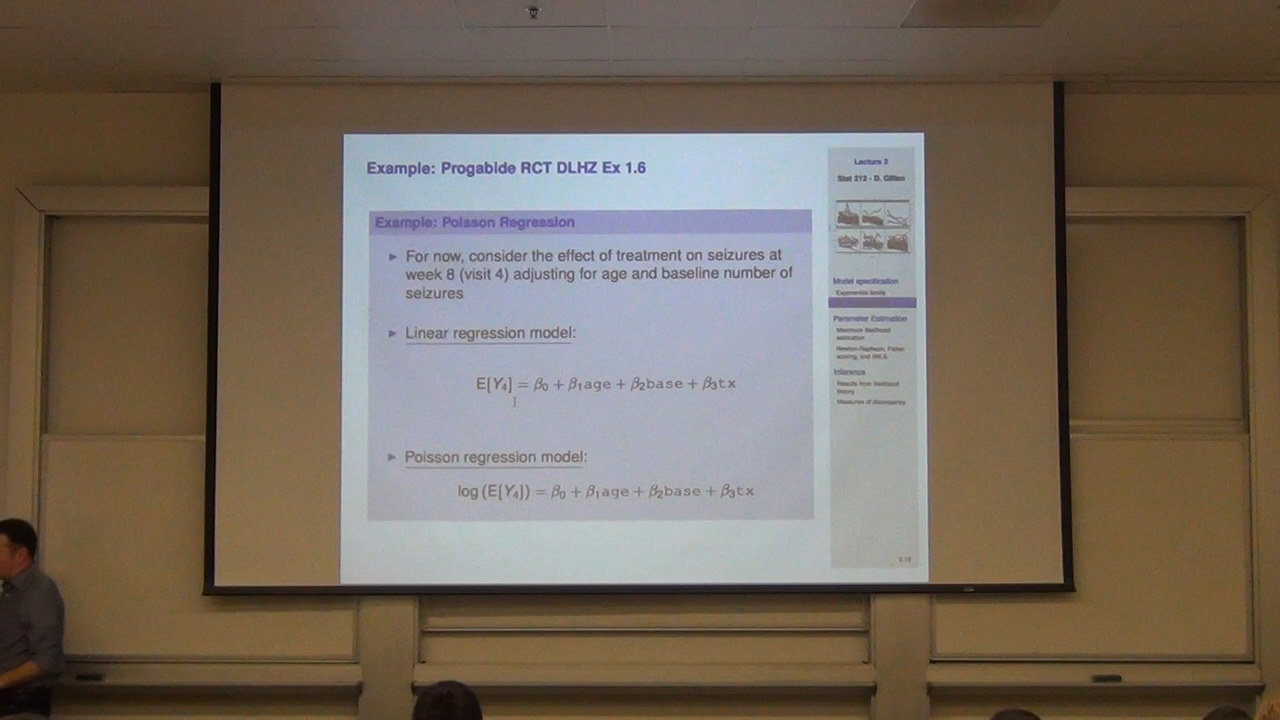 Example: Progabide RCT DLHZ Ex 1.6
Example: Poisson Regression
► For now, consider the effect of treatment on seizures at
week 8 (visit 4) adjusting for age and baseline number of
seizures
► Linear regression model:
E[Y₄] = β₀ + β₁age + β₂base + β₃tx
► Poisson regression model:
log (E[Y₄]) = β₀ + β₁age + β₂base + β₃tx
Lecture 2
Stat 212 - D. Gillen
Model specification
Exponential family
Parameter Estimation
Maximum likelihood
estimation
Newton-Raphson, Fisher
scoring, and IRLS
Inference
Results from likelihood
theory
Measures of discrepancy